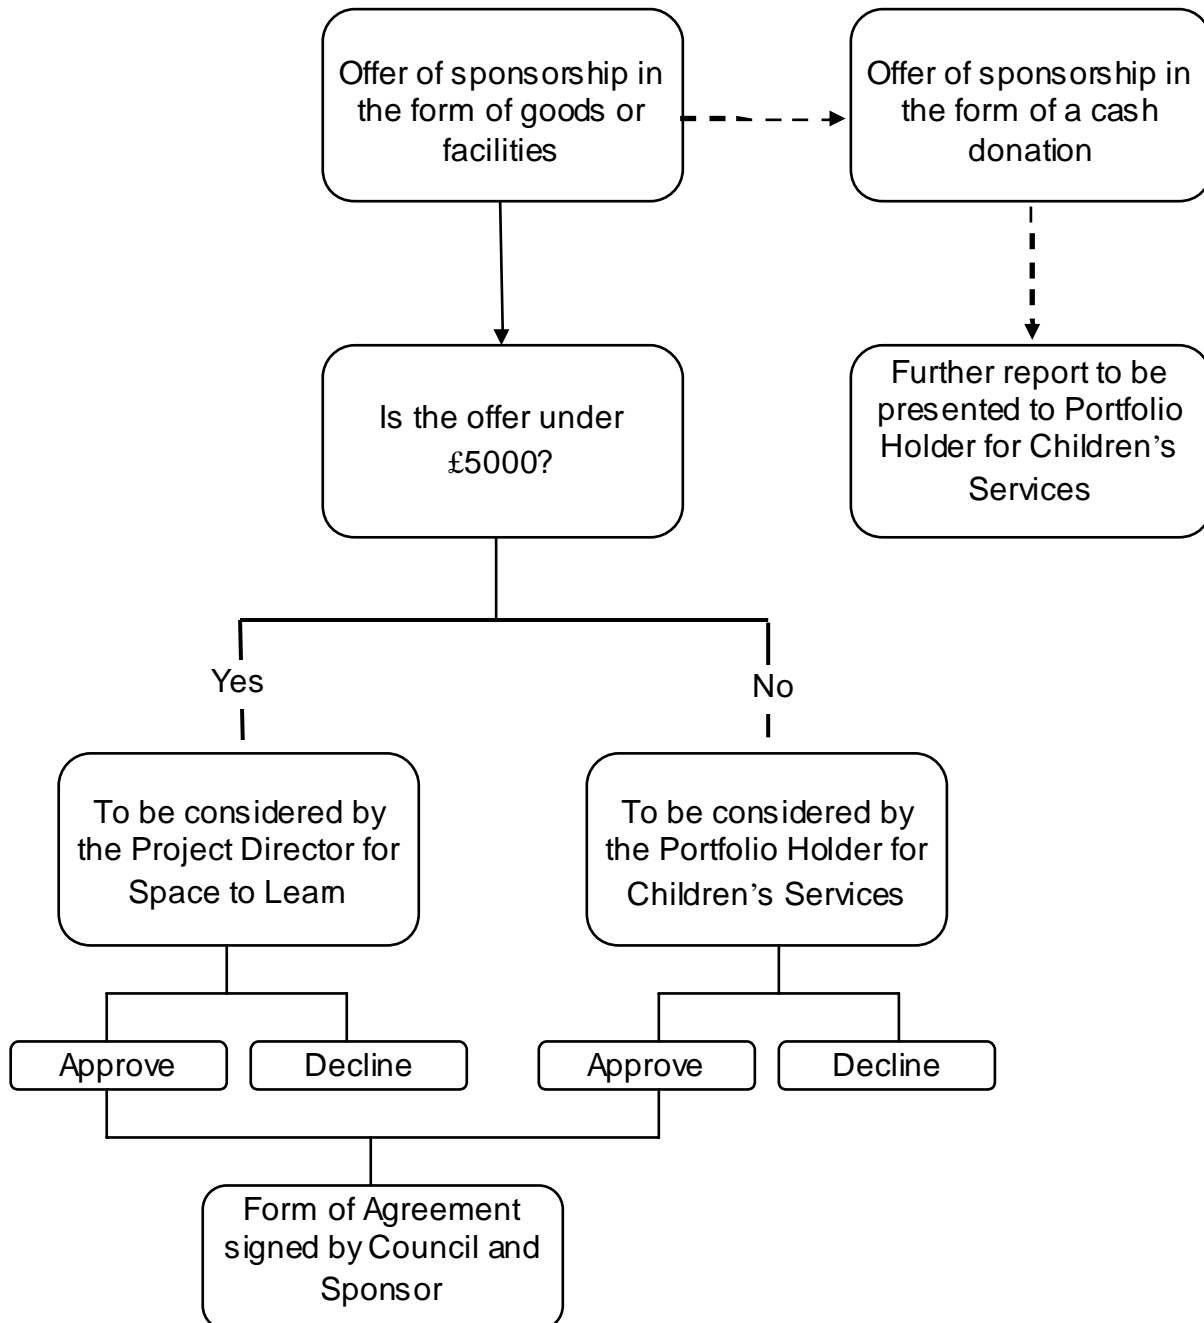 Offer of sponsorship in
the form of goods or
facilities
Offer of sponsorship in
the form of a cash
donation
Is the offer under
£5000?
Further report to be
presented to Portfolio
Holder for Children's
Services
Yes
No
To be considered by
the Project Director for
Space to Learn
To be considered by
the Portfolio Holder for
Children's Services
Approve
Decline
Approve
Decline
Form of Agreement
signed by Council and
Sponsor